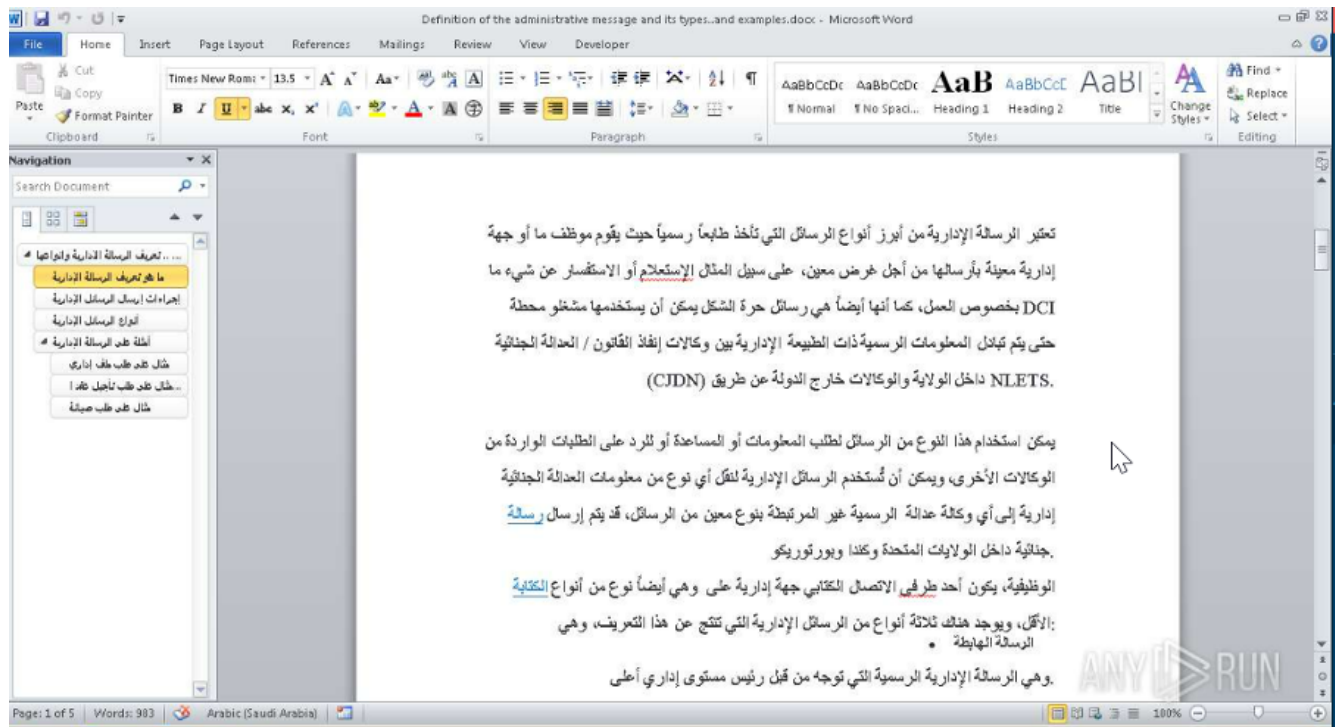 Definition of the administrative message and its types..and examples.docx - Microsoft Word
File Home Insert Page Layout References Mailings Review View Developer
Cut
Copy
Format Painter
Paste
Clipboard
Times New Roma 13.5
Font
Paragraph
AaBbCcDc AaBbCcDc AaB AaBbCcC AaBl
Normal No Spaci... Heading 1 Heading 2 Title
Change Styles
Styles
Find
Replace
Select
Editing
Navigation
Search Document
تعريف الرسالة الادارية وانواعها .. ...
ما هو تعريف الرسالة الإدارية
إجراءات إرسال الرسائل الإدارية
أنواع الرسائل الإدارية
أمثلة على الرسالة الإدارية
مثال على طلب ملف إداري
مثال على طلب تأجيل عقد ا...
مثال على طلب صيانة
تعتبر الرسالة الإدارية من أبرز أنواع الرسائل التي تأخذ طابعاً رسمياً حيث يقوم موظف ما أو جهة
إدارية معينة بأرسالها من أجل غرض معين، على سبيل المثال الإستعلام أو الاستفسار عن شيء ما
DCI بخصوص العمل، كما أنها أيضاً هي رسائل حرة الشكل يمكن أن يستخدمها مشغلو محطة
حتى يتم تبادل المعلومات الرسمية ذات الطبيعة الإدارية بين وكالات إنفاذ القانون / العدالة الجنائية
.NLETS داخل الولاية والوكالات خارج الدولة عن طريق (CJDN)
يمكن استخدام هذا النوع من الرسائل لطلب المعلومات أو المساعدة أو للرد على الطلبات الواردة من
الوكالات الأخرى، ويمكن أن تُستخدم الرسائل الإدارية لنقل أي نوع من معلومات العدالة الجنائية
إدارية إلى أي وكالة عدالة الرسمية غير المرتبطة بنوع معين من الرسائل، قد يتم إرسال رسالة
.جنائية داخل الولايات المتحدة وكندا وبورتوريكو
الوظيفية، يكون أحد طرفي الاتصال الكتابي جهة إدارية على وهي أيضاً نوع من أنواع الكتابة
:الأقل، ويوجد هناك ثلاثة أنواع من الرسائل الإدارية التي تنتج عن هذا التعريف، وهي
الرسالة الهابطة •
.وهي الرسالة الإدارية الرسمية التي توجه من قبل رئيس مستوى إداري أعلى
ANY RUN
Page: 1 of 5 Words: 983 Arabic (Saudi Arabia) 100%